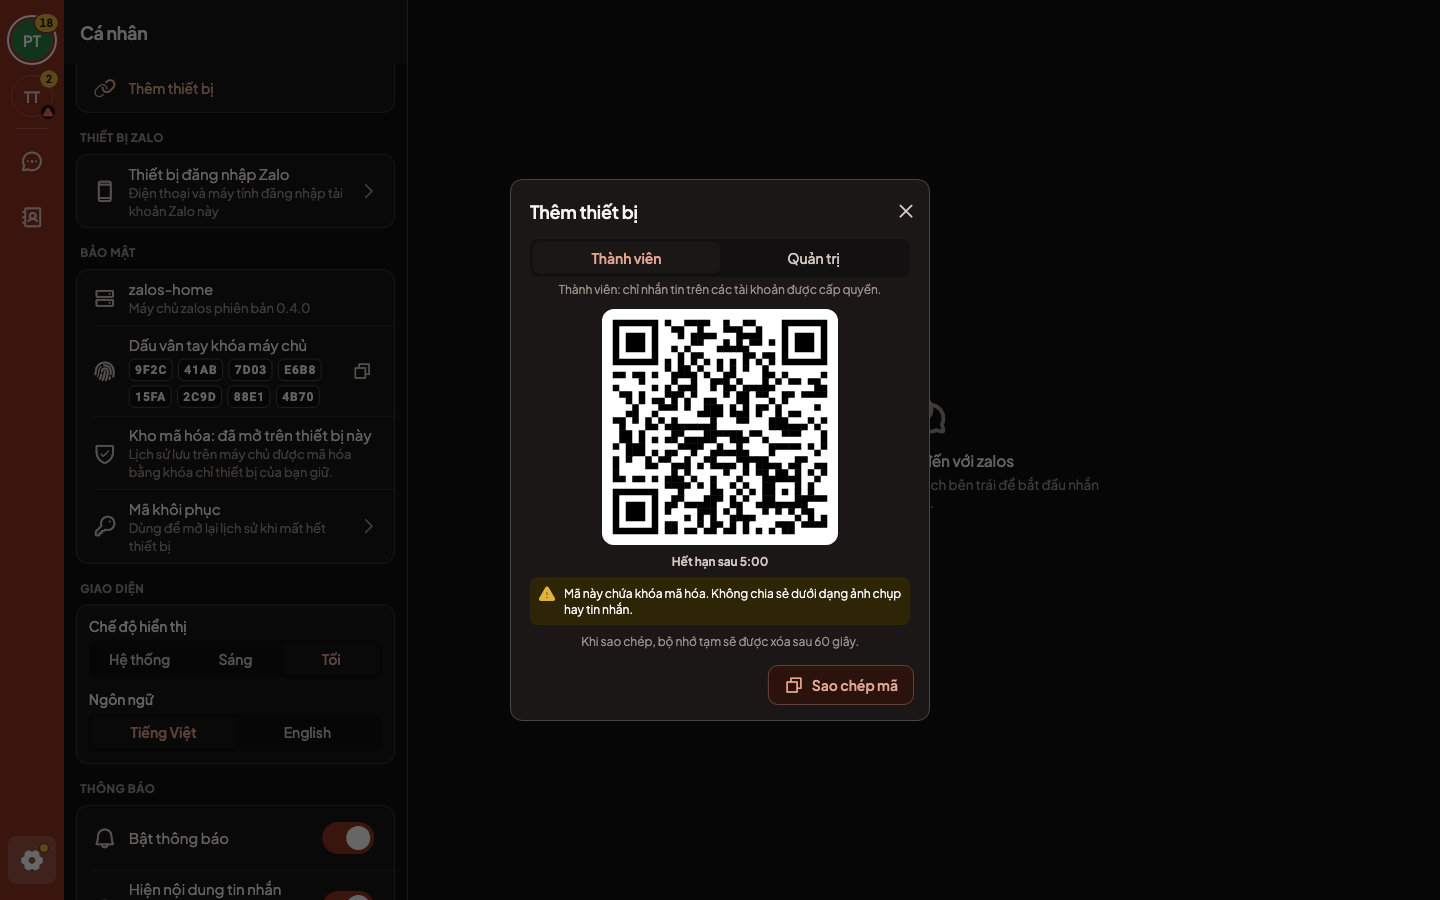 PT
18
TT
2
Cá nhân
Thêm thiết bị
THIẾT BỊ ZALO
Thiết bị đăng nhập Zalo
Điện thoại và máy tính đăng nhập tài
khoản Zalo này
BẢO MẬT
zalos-home
Máy chủ zalos phiên bản 0.4.0
Dấu vân tay khóa máy chủ
9F2C 41AB 7D03 E6B8
15FA 2C9D 88E1 4B70
Kho mã hóa: đã mở trên thiết bị này
Lịch sử lưu trên máy chủ được mã hóa
bằng khóa chỉ thiết bị của bạn giữ.
Mã khôi phục
Dùng để mở lại lịch sử khi mất hết
thiết bị
GIAO DIỆN
Chế độ hiển thị
Hệ thống Sáng Tối
Ngôn ngữ
Tiếng Việt English
THÔNG BÁO
Bật thông báo
Hiện nội dung tin nhắn
Thêm thiết bị
Thành viên Quản trị
Thành viên: chỉ nhắn tin trên các tài khoản được cấp quyền.
Hết hạn sau 5:00
Mã này chứa khóa mã hóa. Không chia sẻ dưới dạng ảnh chụp
hay tin nhắn.
Khi sao chép, bộ nhớ tạm sẽ được xóa sau 60 giây.
Sao chép mã
đến với zalos
ch bên trái để bắt đầu nhắn
.